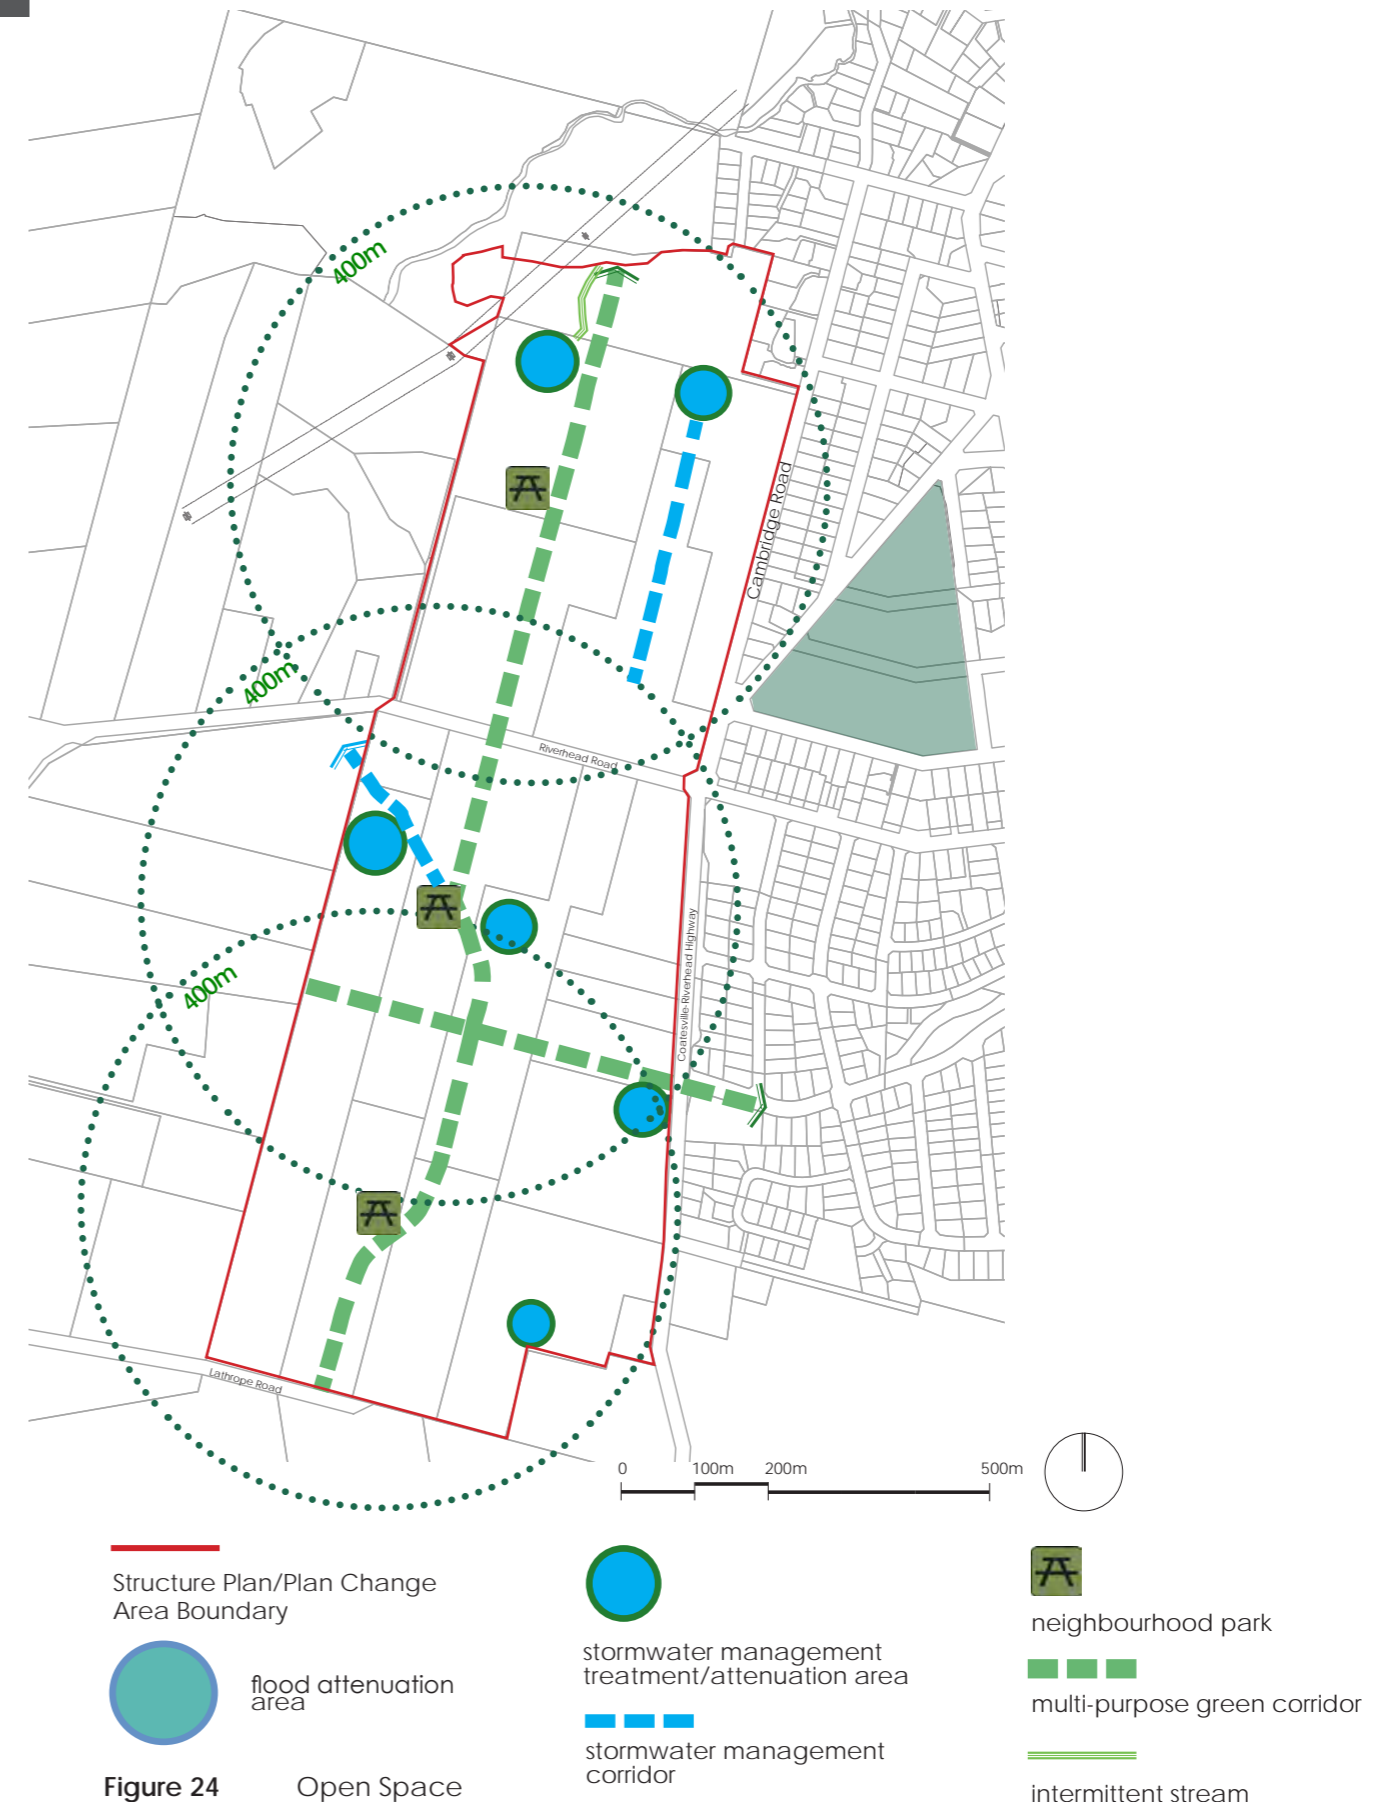 400m
Cambridge Road
400m
Riverhead Road
Coatesville-Riverhead Highway
400m
Lathrope Road
0 100m 200m 500m
Structure Plan/Plan Change
Area Boundary
flood attenuation
area
stormwater management
treatment/attenuation area
stormwater management
corridor
neighbourhood park
multi-purpose green corridor
intermittent stream
Figure 24 Open Space